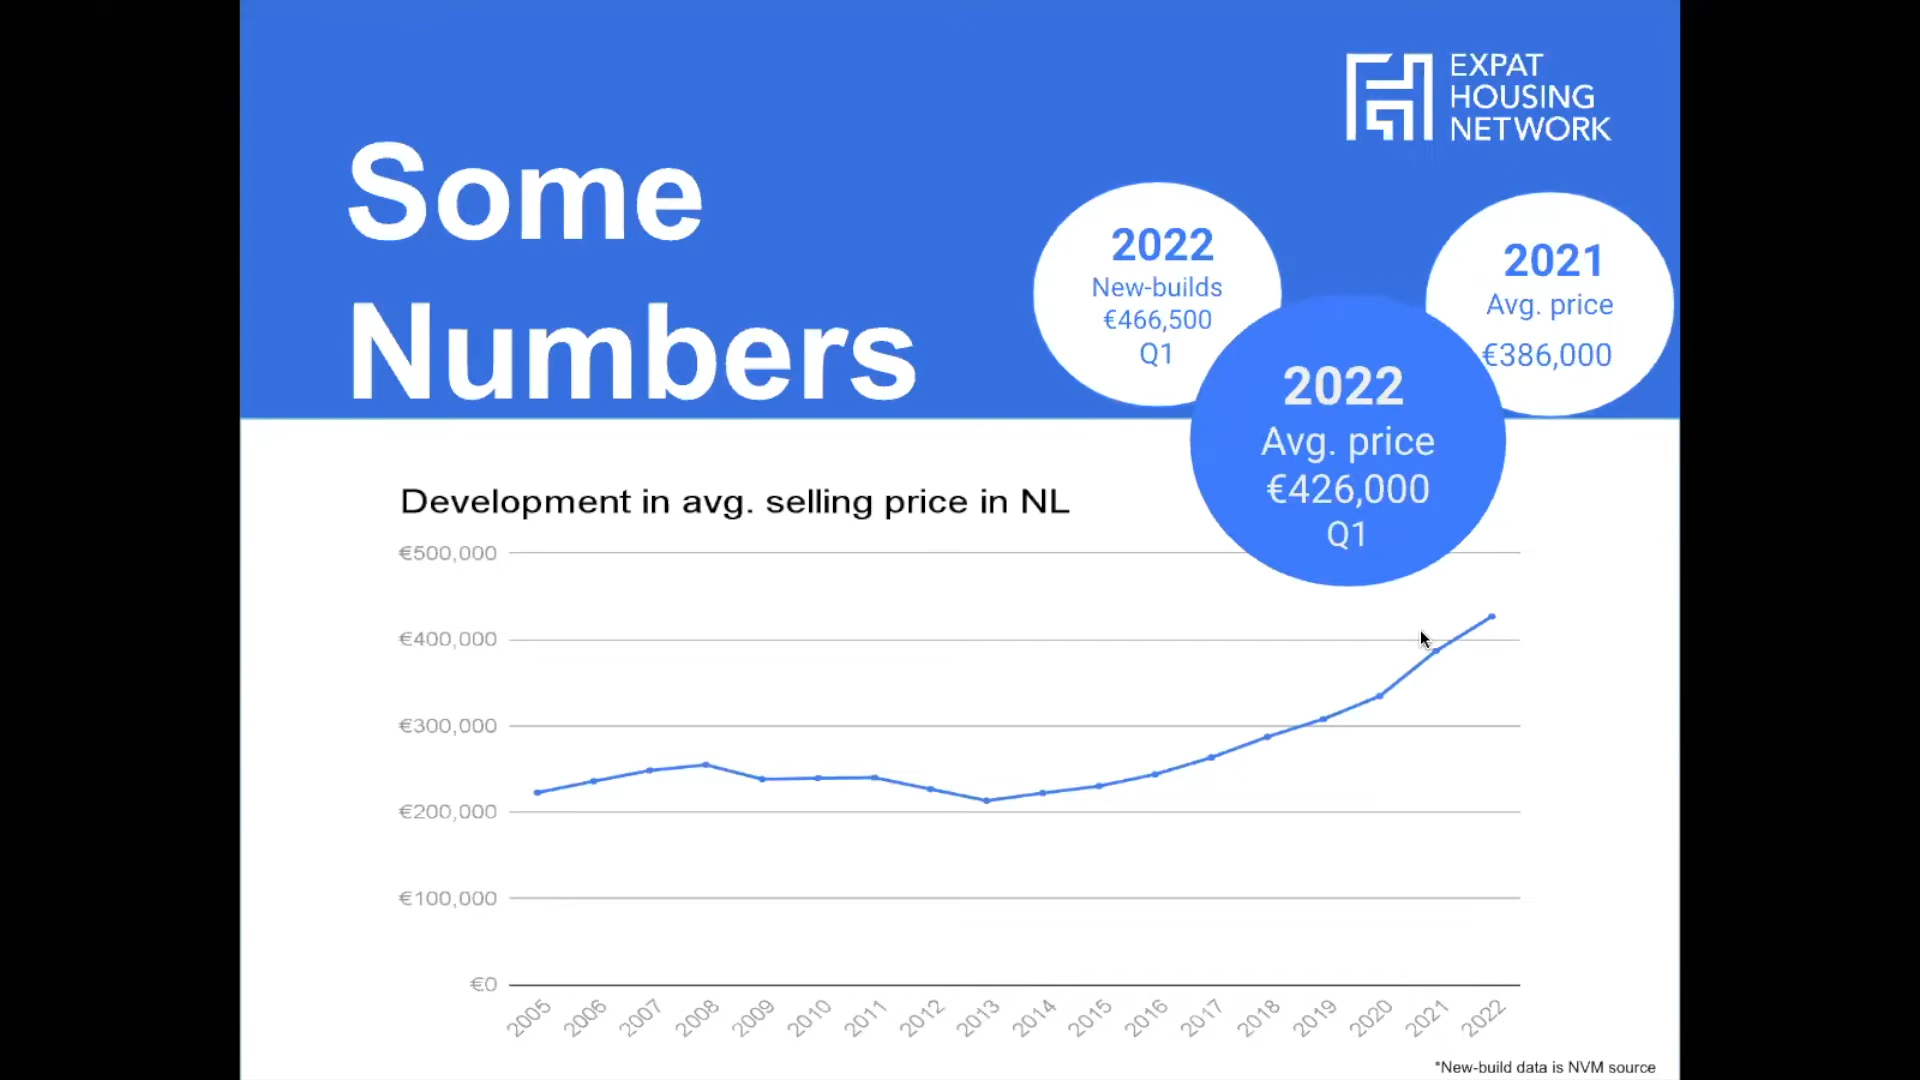 EXPAT
HOUSING
NETWORK
Some
Numbers
2022
New-builds
€466,500
Q1
2021
Avg. price
€386,000
2022
Avg. price
€426,000
Q1
Development in avg. selling price in NL
€500,000
€400,000
€300,000
€200,000
€100,000
€0
2005 2006 2007 2008 2009 2010 2011 2012 2013 2014 2015 2016 2017 2018 2019 2020 2021 2022
*New-build data is NVM source